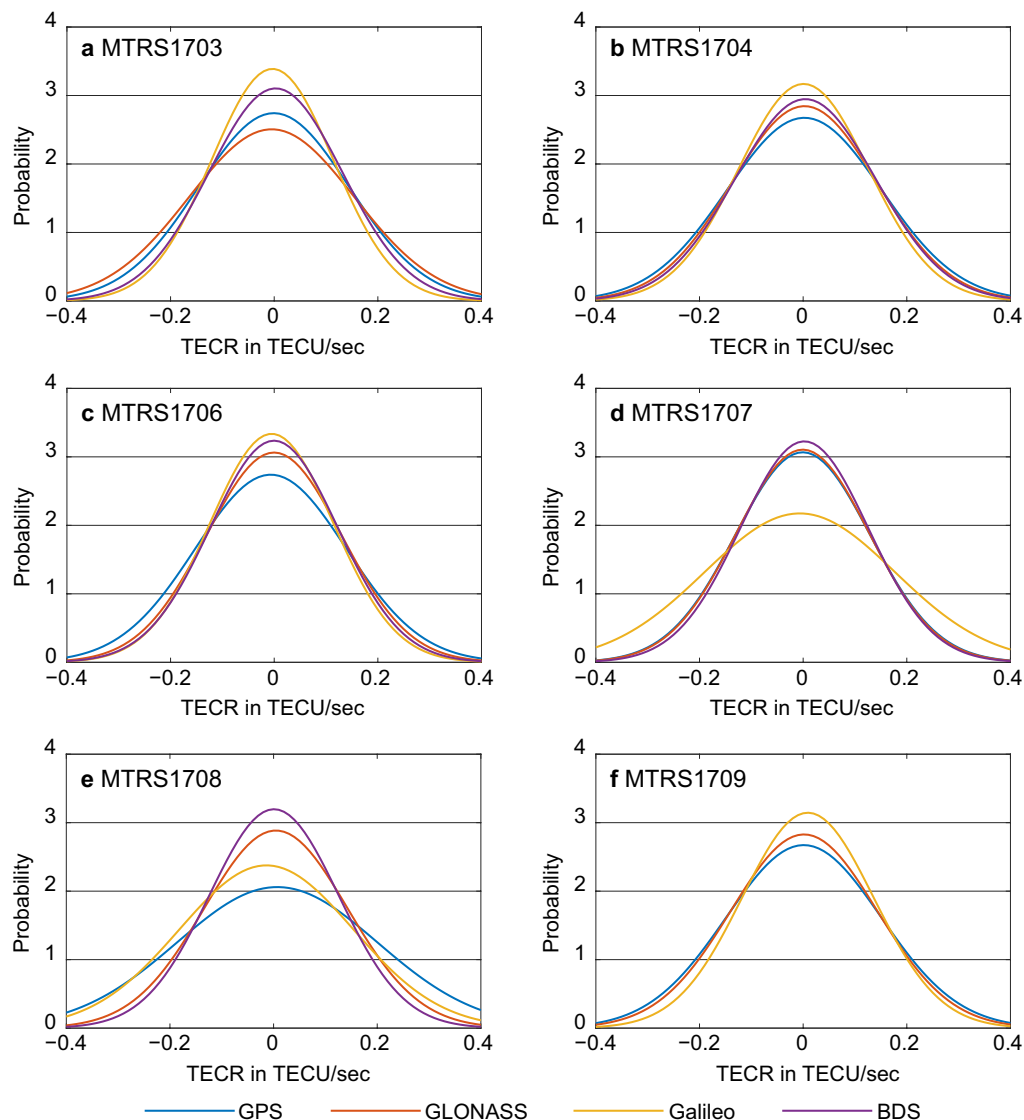 a MTRS1703
b MTRS1704
4
3
2
1
0
Probability
−0.4
−0.2
0
0.2
0.4
TECR in TECU/sec
4
3
2
1
0
Probability
−0.4
−0.2
0
0.2
0.4
TECR in TECU/sec
c MTRS1706
d MTRS1707
4
3
2
1
0
Probability
−0.4
−0.2
0
0.2
0.4
TECR in TECU/sec
4
3
2
1
0
Probability
−0.4
−0.2
0
0.2
0.4
TECR in TECU/sec
e MTRS1708
f MTRS1709
4
3
2
1
0
Probability
−0.4
−0.2
0
0.2
0.4
TECR in TECU/sec
4
3
2
1
0
Probability
−0.4
−0.2
0
0.2
0.4
TECR in TECU/sec
GPS
GLONASS
Galileo
BDS